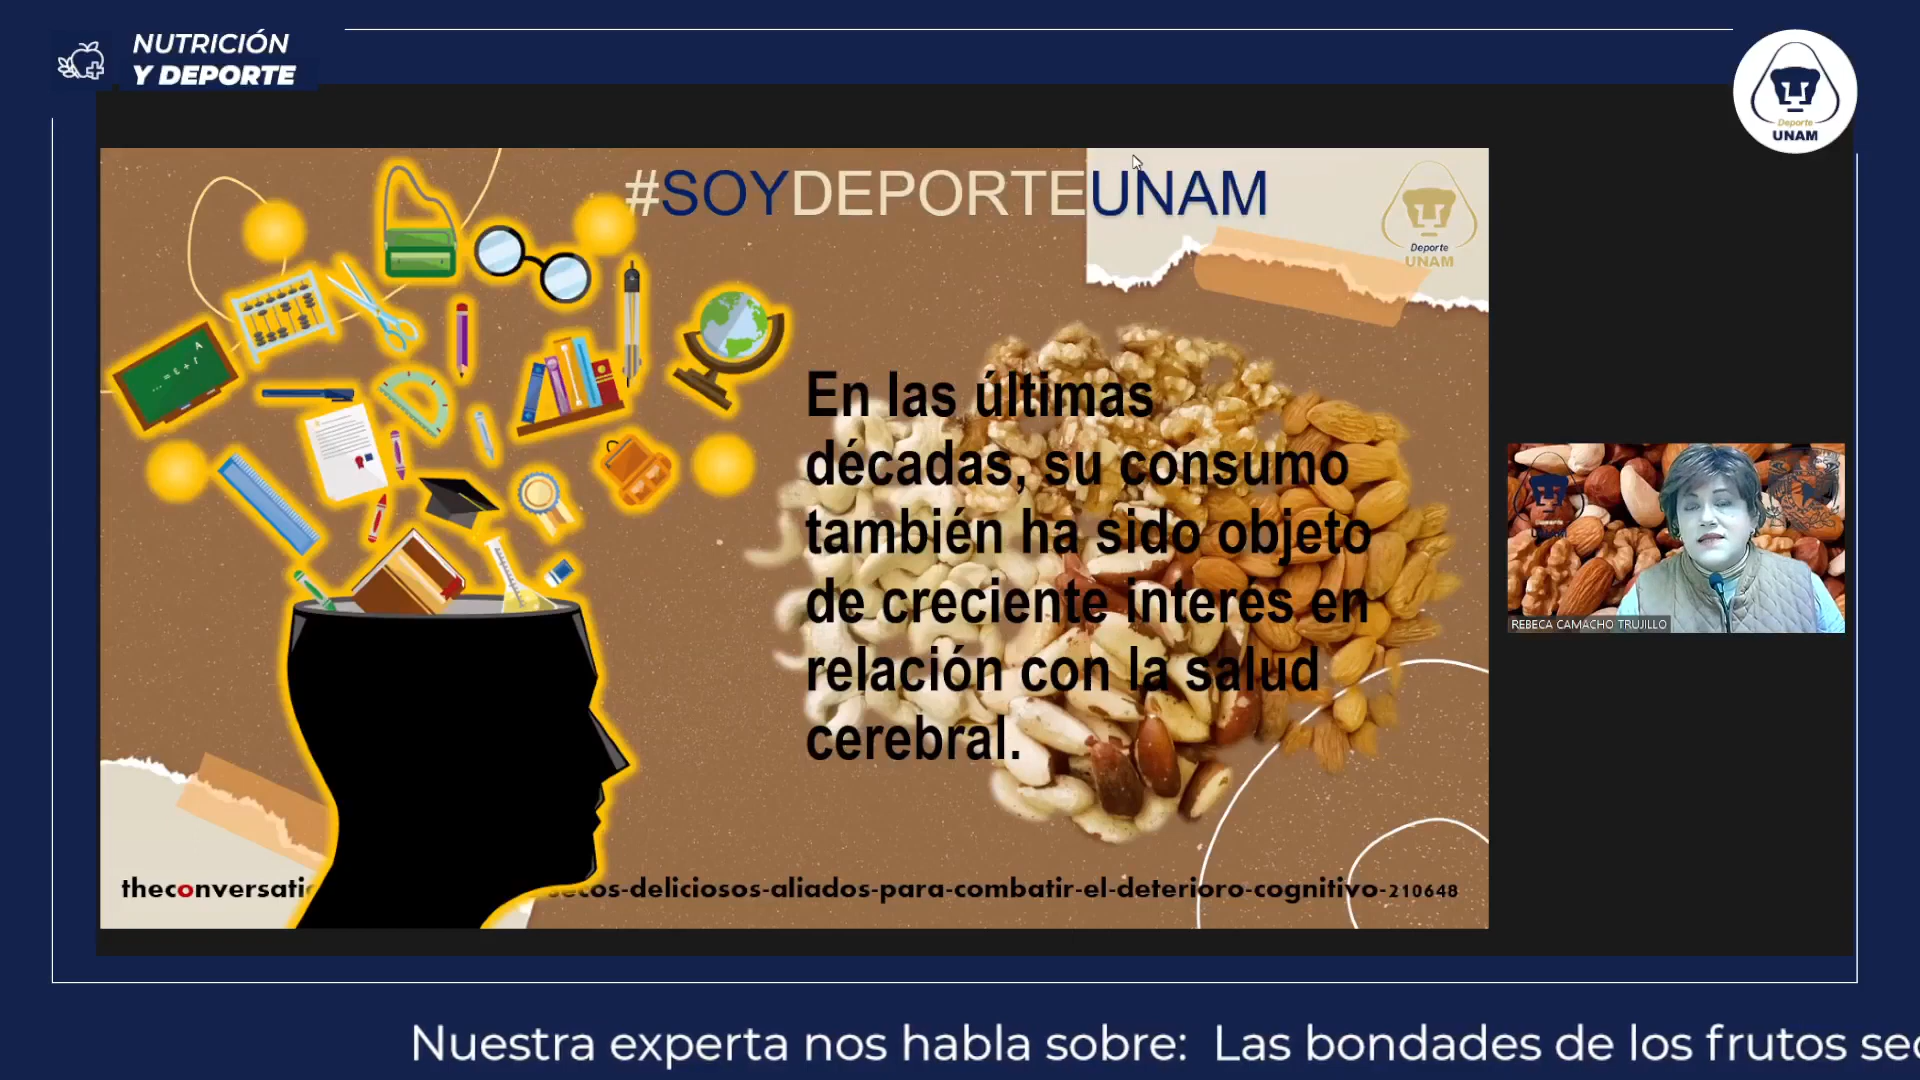 NUTRICIÓN
Y DEPORTE
Deporte
UNAM
#SOYDEPORTEUNAM
Deporte
UNAM
En las últimas
décadas, su consumo
también ha sido objeto
de creciente interés en
relación con la salud
cerebral.
REBECA CAMACHO TRUJILLO
theconversati
secos-deliciosos-aliados-para-combatir-el-deterioro-cognitivo-210648
Nuestra experta nos habla sobre: Las bondades de los frutos sec